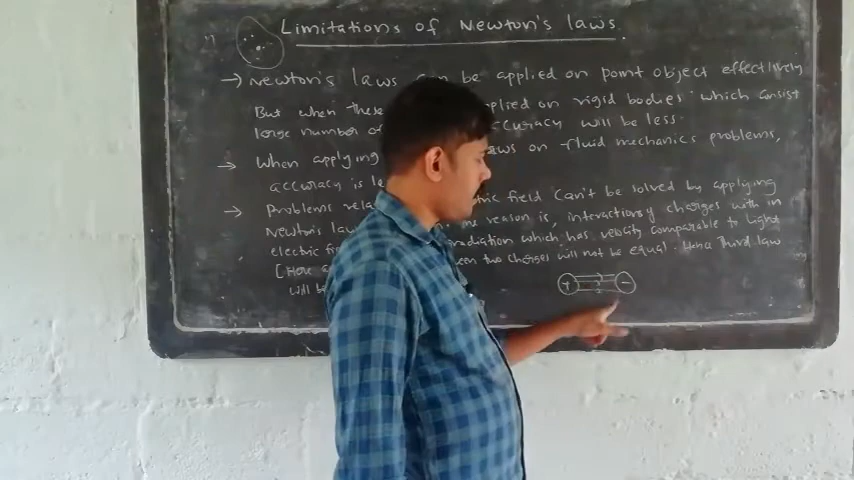 Limitations of Newton's laws.
→ Newton's laws can be applied on point object effectively
But when these applied on rigid bodies which consist
large number of accuracy will be less.
→ When applying laws on fluid mechanics problems,
accuracy is
→ Problems field can't be solved by applying
Newton's reason is, interactions charges with in
electric radiation which has velocity comparable to light
[Here two charges will not be equal. Third law
will
+ -